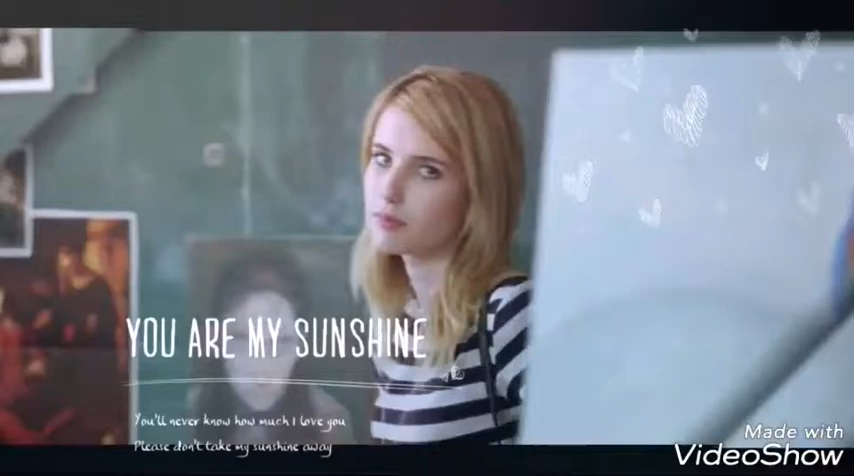 YOU ARE MY SUNSHINE
You'll never know how much I love you
Please don't take my sunshine away
Made with
VideoShow